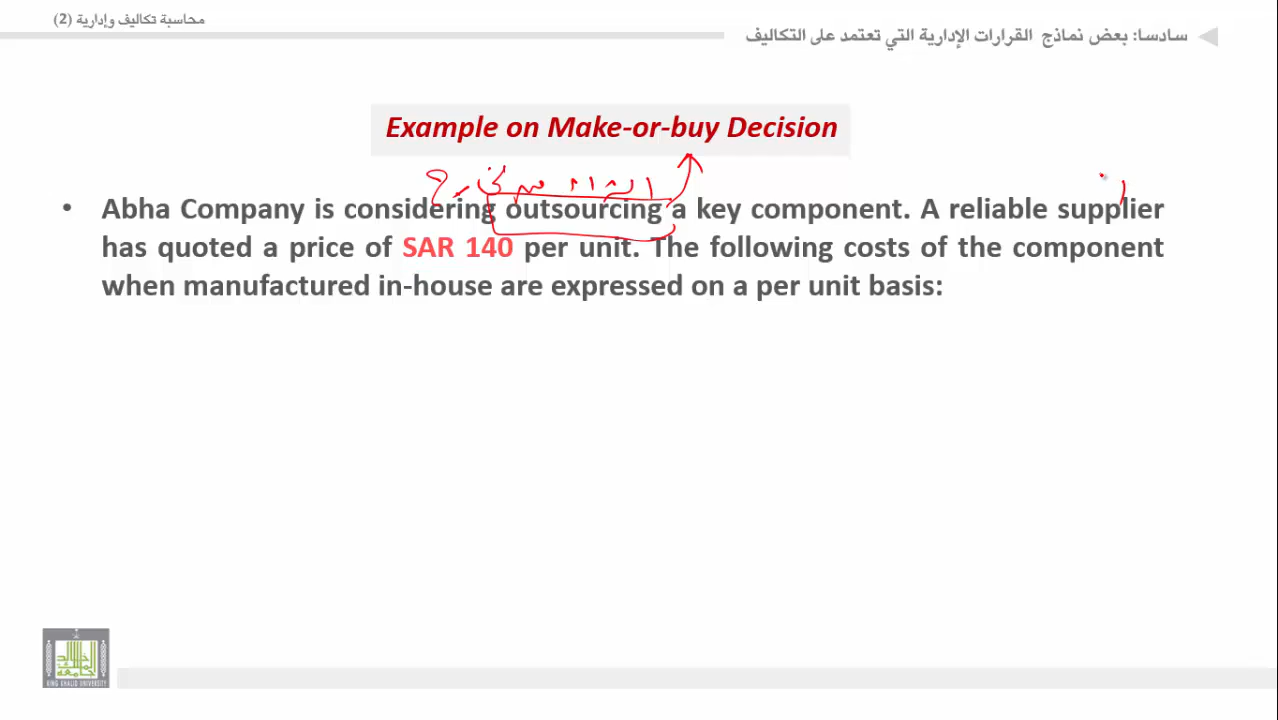 محاسبة تكاليف وإدارية (2)
سادسا: بعض نماذج القرارات الإدارية التي تعتمد على التكاليف
Example on Make-or-buy Decision
الشراء من خارج
• Abha Company is considering outsourcing a key component. A reliable supplier
has quoted a price of SAR 140 per unit. The following costs of the component
when manufactured in-house are expressed on a per unit basis:
KING KHALID UNIVERSITY